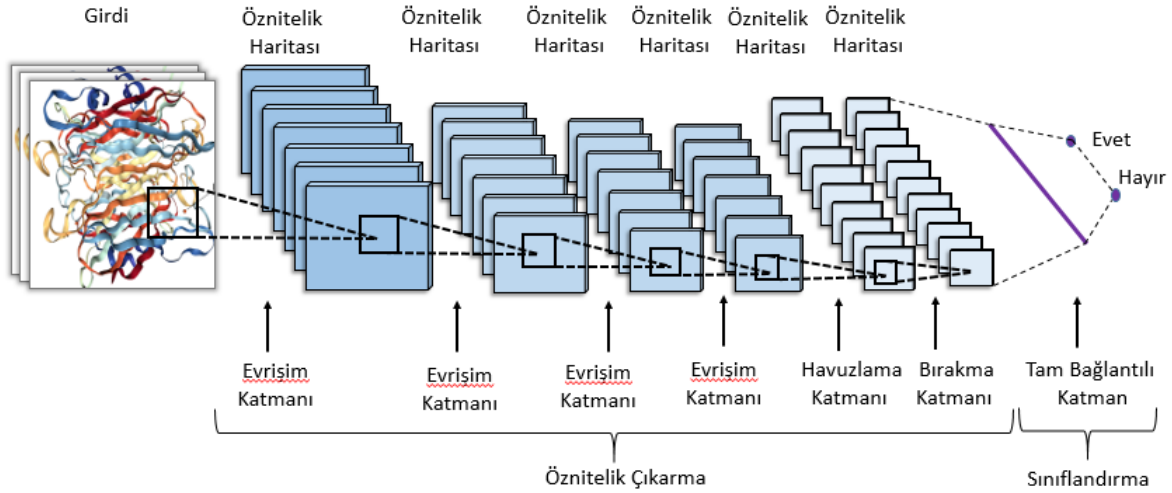 Girdi
Öznitelik
Haritası
Öznitelik
Haritası
Öznitelik
Haritası
Öznitelik
Haritası
Öznitelik
Haritası
Öznitelik
Haritası
Evet
Hayır
Evrişim
Katmanı
Evrişim
Katmanı
Evrişim
Katmanı
Evrişim
Katmanı
Havuzlama
Katmanı
Bırakma
Katmanı
Tam Bağlantılı
Katman
Öznitelik Çıkarma
Sınıflandırma